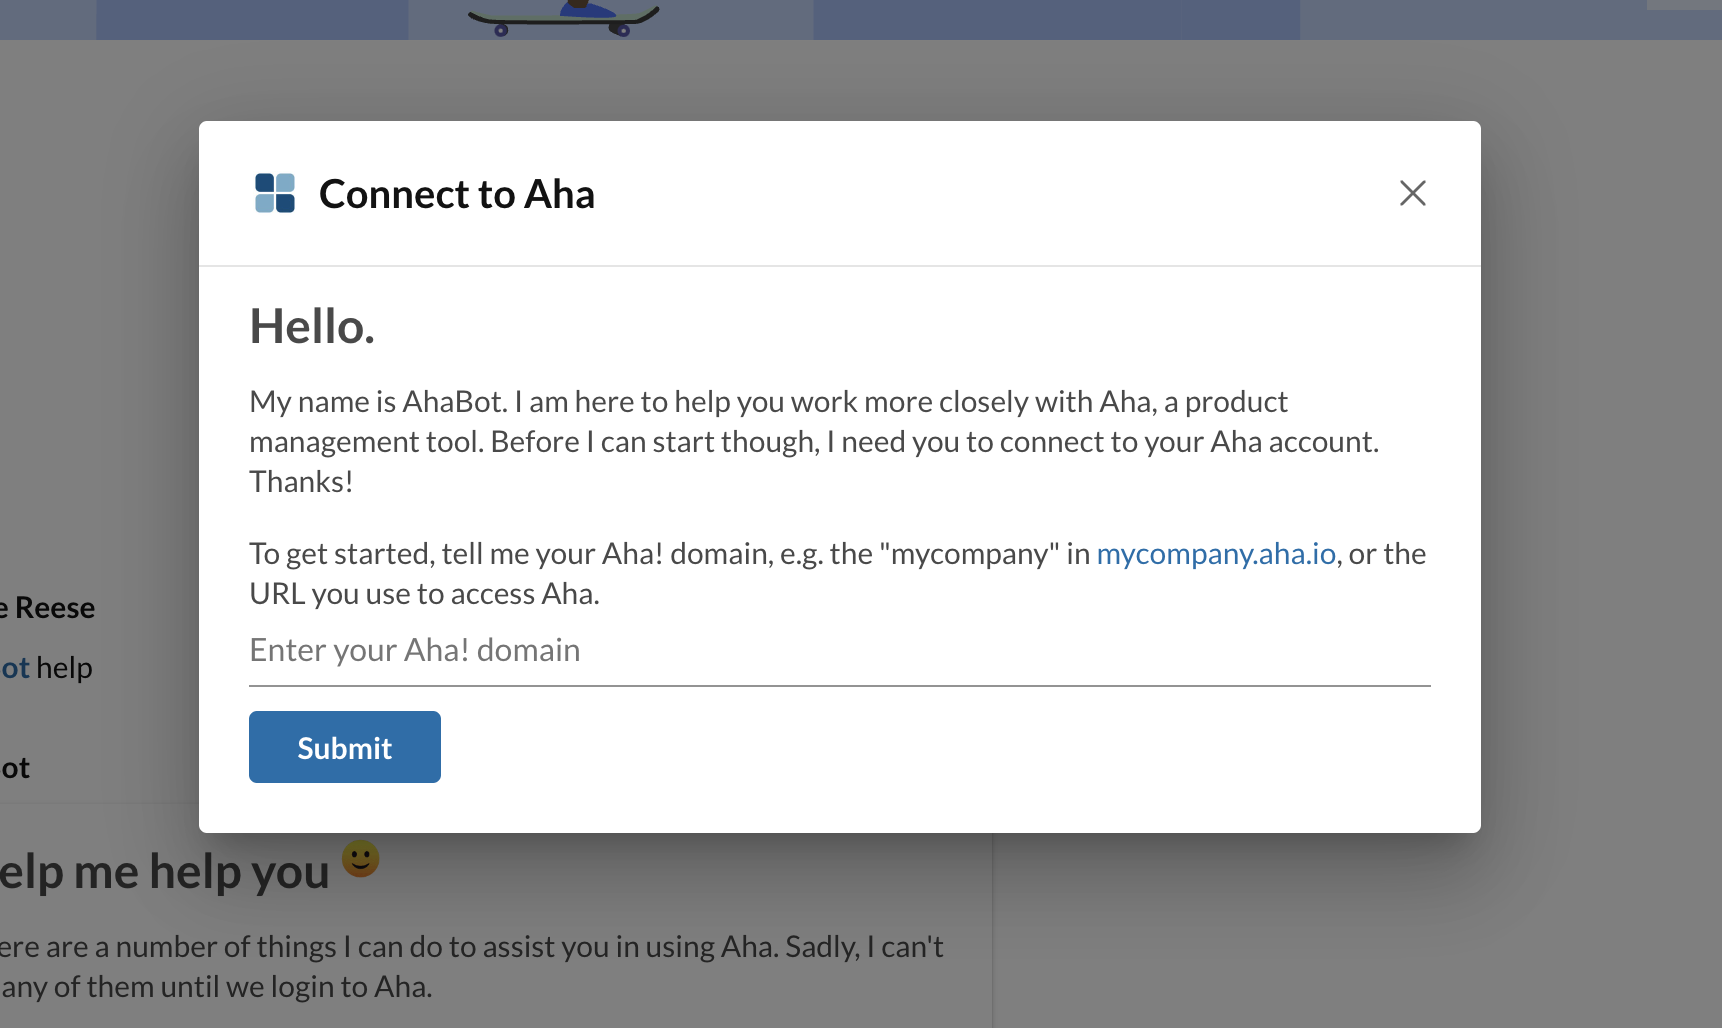 Connect to Aha
Hello.
My name is AhaBot. I am here to help you work more closely with Aha, a product
management tool. Before I can start though, I need you to connect to your Aha account.
Thanks!
To get started, tell me your Aha! domain, e.g. the "mycompany" in mycompany.aha.io, or the
URL you use to access Aha.
Enter your Aha! domain
Submit
e Reese
ot help
ot
elp me help you 🙂
ere are a number of things I can do to assist you in using Aha. Sadly, I can't
any of them until we login to Aha.